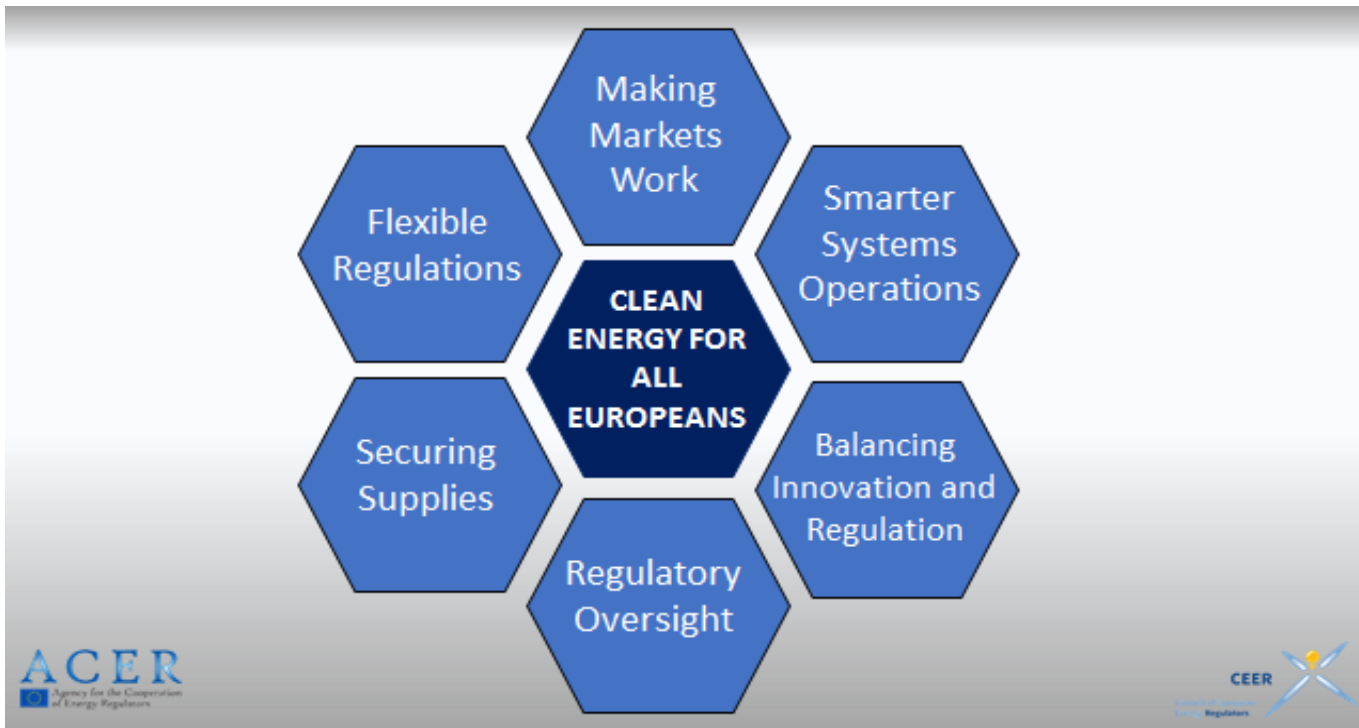 Making
Markets
Work
Flexible
Regulations
Smarter
Systems
Operations
CLEAN
ENERGY FOR
ALL
EUROPEANS
Securing
Supplies
Balancing
Innovation and
Regulation
Regulatory
Oversight
ACER
Agency for the Cooperation
of Energy Regulators
CEER
Regulators